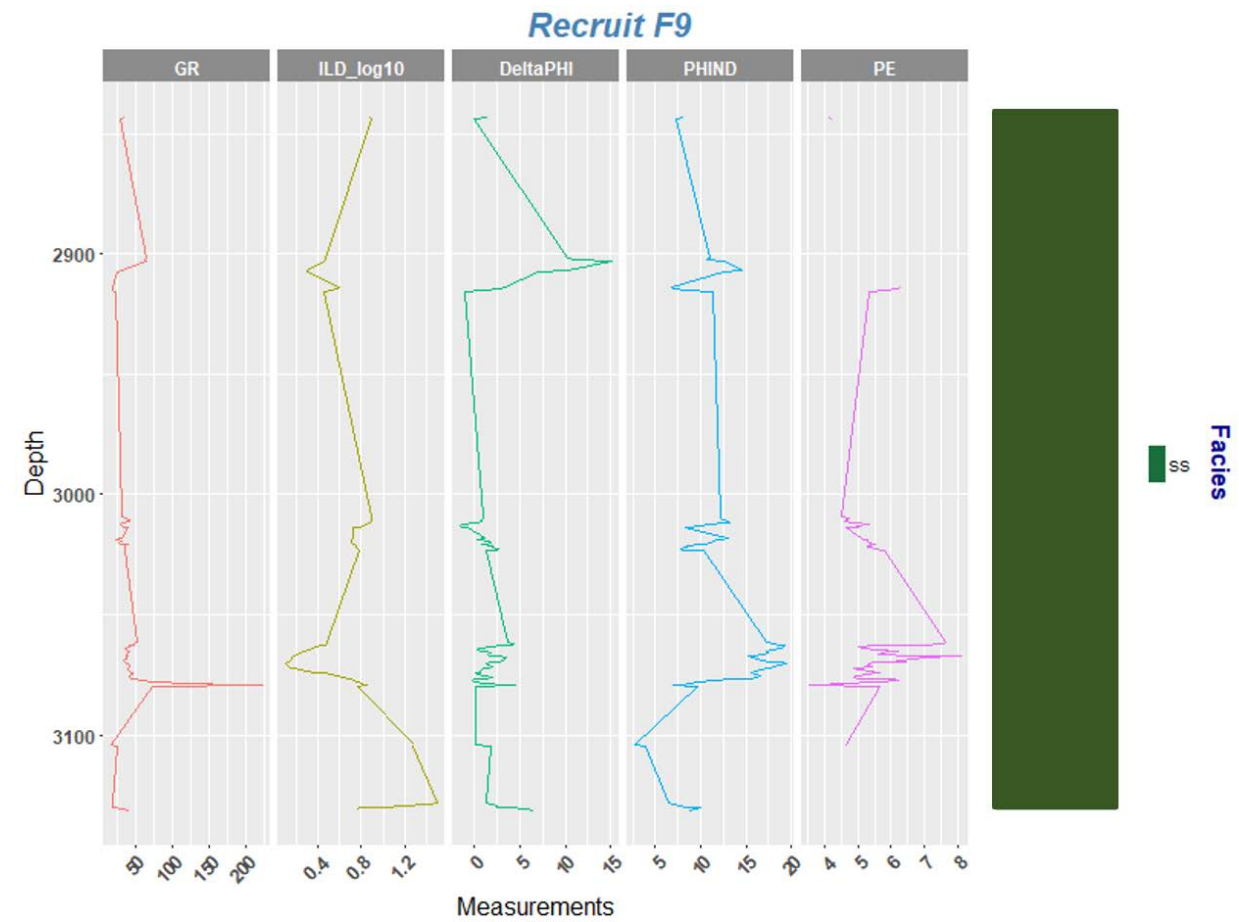 Recruit F9
GR ILD_log10 DeltaPHI PHIND PE
2900
3000
3100
Depth
50 100 150 200 0.4 0.8 1.2 0 5 10 15 5 10 15 20 4 5 6 7 8
Measurements
ss
Facies